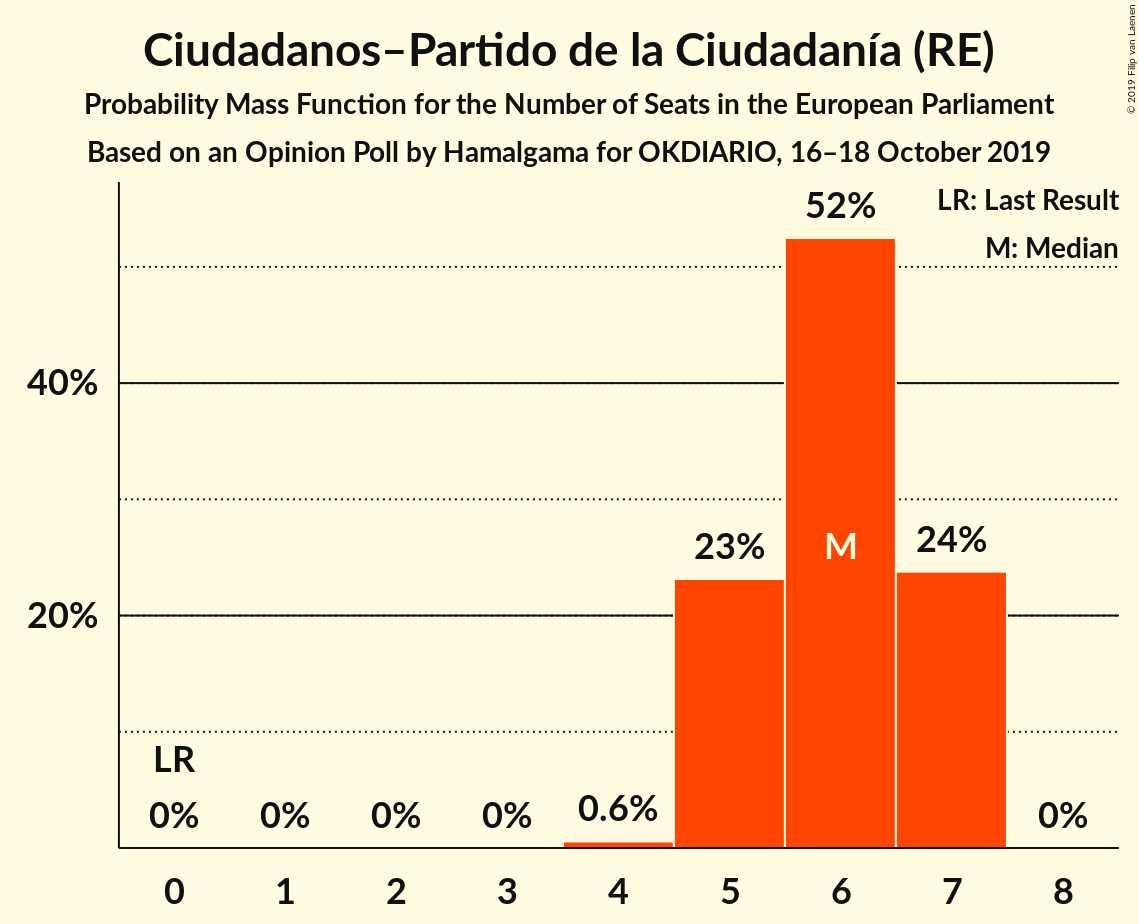 Ciudadanos–Partido de la Ciudadanía (RE)
Probability Mass Function for the Number of Seats in the European Parliament
Based on an Opinion Poll by Hamalgama for OKDIARIO, 16–18 October 2019
© 2019 Filip van Laenen
LR: Last Result
M: Median
52%
40%
23%
M
24%
20%
LR
0%
0%
0%
0%
0.6%
0%
0
1
2
3
4
5
6
7
8